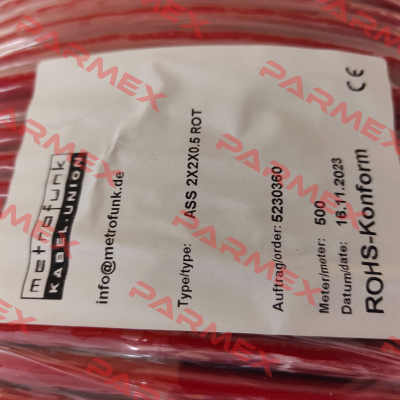 metrofunk
KABEL-UNION
info@metrofunk.de
Type/type: ASS 2X2X0.5 ROT
Auftrag/order: 5230360
Meter/meter: 500
Datum/date: 16.11.2023
ROHS-Konform
CE
PARMEX
PARMEX
PARMEX
PARMEX
PARMEX
PARMEX